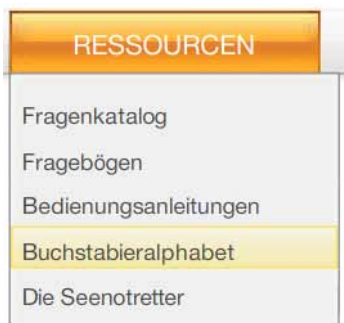 RESSOURCEN
Fragenkatalog
Fragebögen
Bedienungsanleitungen
Buchstabieralphabet
Die Seenotretter